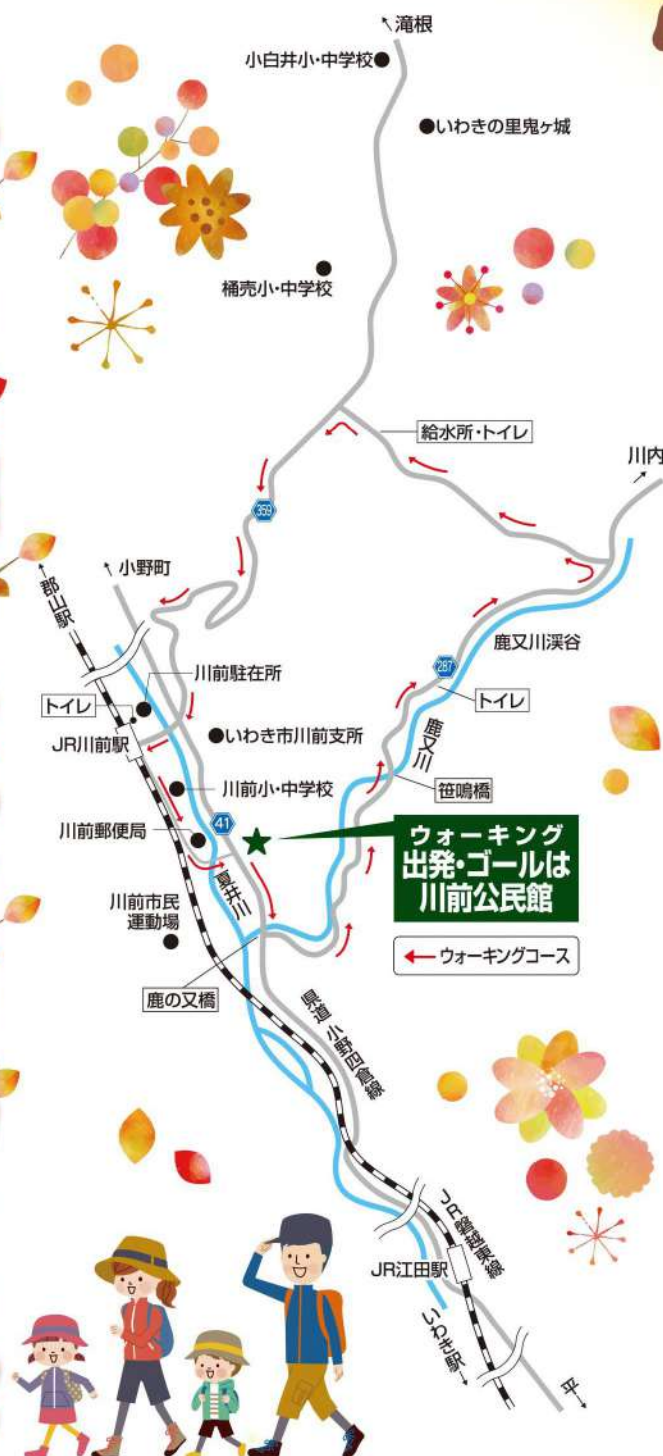 滝根
小白井小・中学校
いわきの里鬼ヶ城
桶売小・中学校
給水所・トイレ
川内
359
郡山駅
小野町
鹿又川渓谷
287
川前駐在所
トイレ
トイレ
いわき市川前支所
JR川前駅
鹿又川
笹鳴橋
川前小・中学校
41
川前郵便局
夏井川
ウォーキング
出発・ゴールは
川前公民館
川前市民
運動場
ウォーキングコース
鹿の又橋
県道 小野四倉線
JR磐越東線
JR江田駅
いわき駅
平